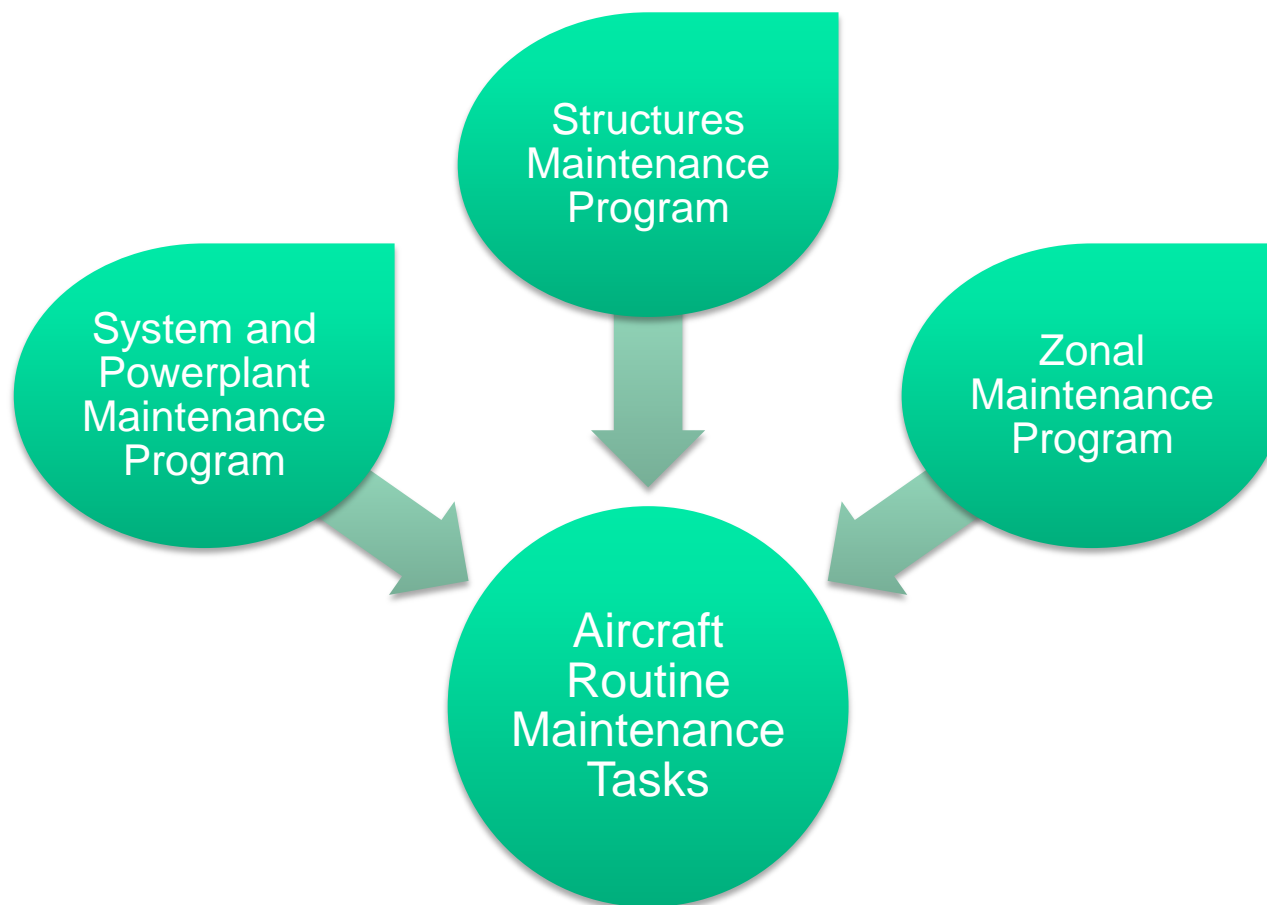 Structures
Maintenance
Program
System and
Powerplant
Maintenance
Program
Zonal
Maintenance
Program
Aircraft
Routine
Maintenance
Tasks